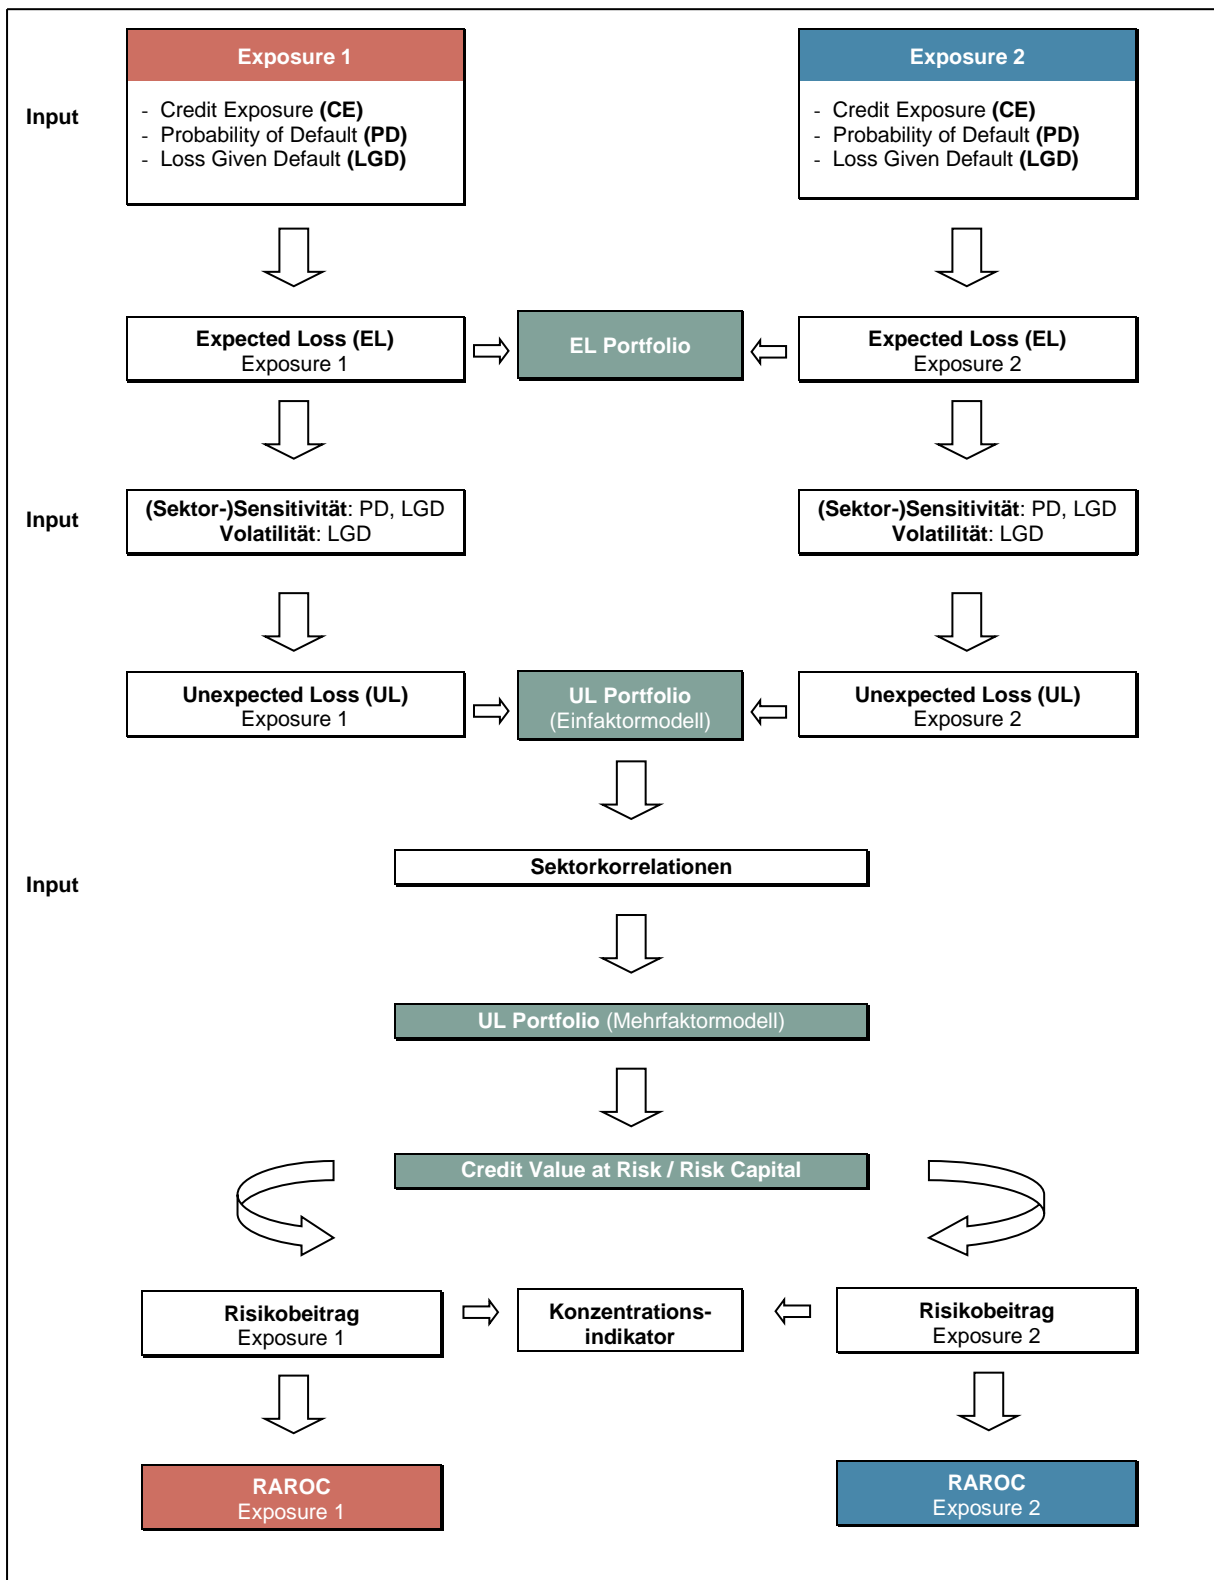 Exposure 1
Exposure 2
Input
- Credit Exposure (CE)
- Probability of Default (PD)
- Loss Given Default (LGD)
- Credit Exposure (CE)
- Probability of Default (PD)
- Loss Given Default (LGD)
Expected Loss (EL)
Exposure 1
EL Portfolio
Expected Loss (EL)
Exposure 2
Input
(Sektor-)Sensitivität: PD, LGD
Volatilität: LGD
(Sektor-)Sensitivität: PD, LGD
Volatilität: LGD
Unexpected Loss (UL)
Exposure 1
UL Portfolio
(Einfaktormodell)
Unexpected Loss (UL)
Exposure 2
Input
Sektorkorrelationen
UL Portfolio (Mehrfaktormodell)
Credit Value at Risk / Risk Capital
Risikobeitrag
Exposure 1
Konzentrations-
indikator
Risikobeitrag
Exposure 2
RAROC
Exposure 1
RAROC
Exposure 2